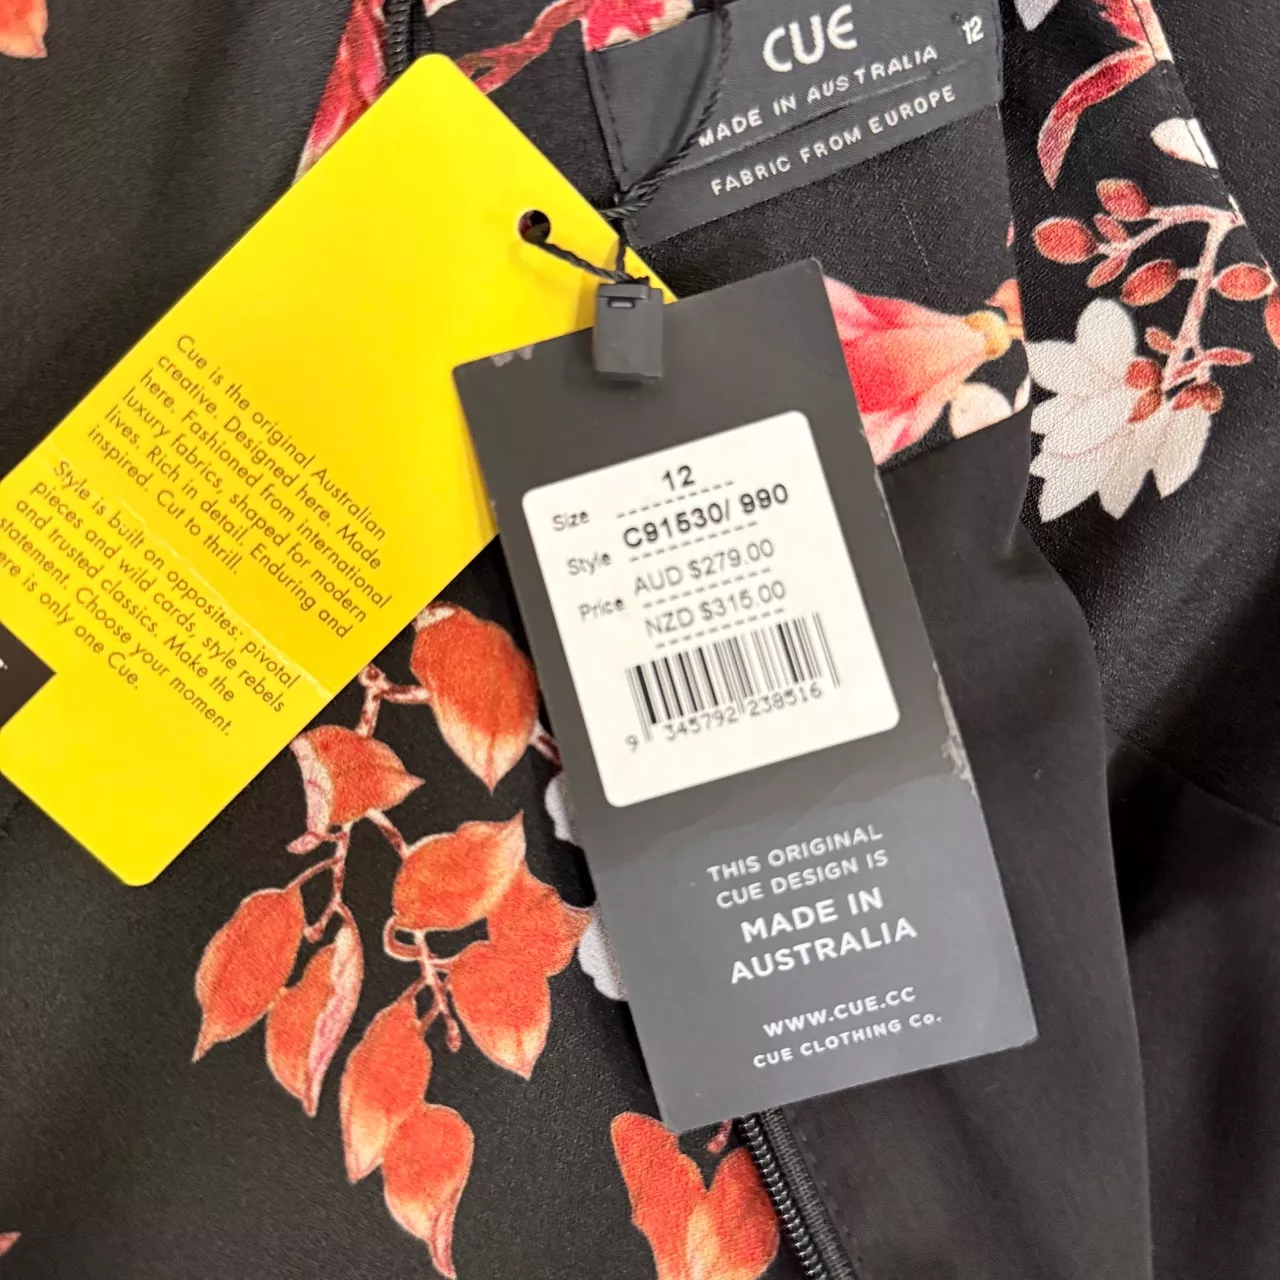 CUE
12
MADE IN AUSTRALIA
FABRIC FROM EUROPE
Cue is the original Australian
creative. Designed here. Made
here. Fashioned from international
luxury fabrics, shaped for modern
lives. Rich in detail. Enduring and
inspired. Cut to thrill.
Style is built on opposites: pivotal
pieces and wild cards, style rebels
and trusted classics. Make the
statement. Choose your moment.
ere is only one Cue.
Size 12
Style C91530/ 990
Price AUD $279.00
NZD $315.00
9 345792 238516
THIS ORIGINAL
CUE DESIGN IS
MADE IN
AUSTRALIA
WWW.CUE.CC
CUE CLOTHING Co.